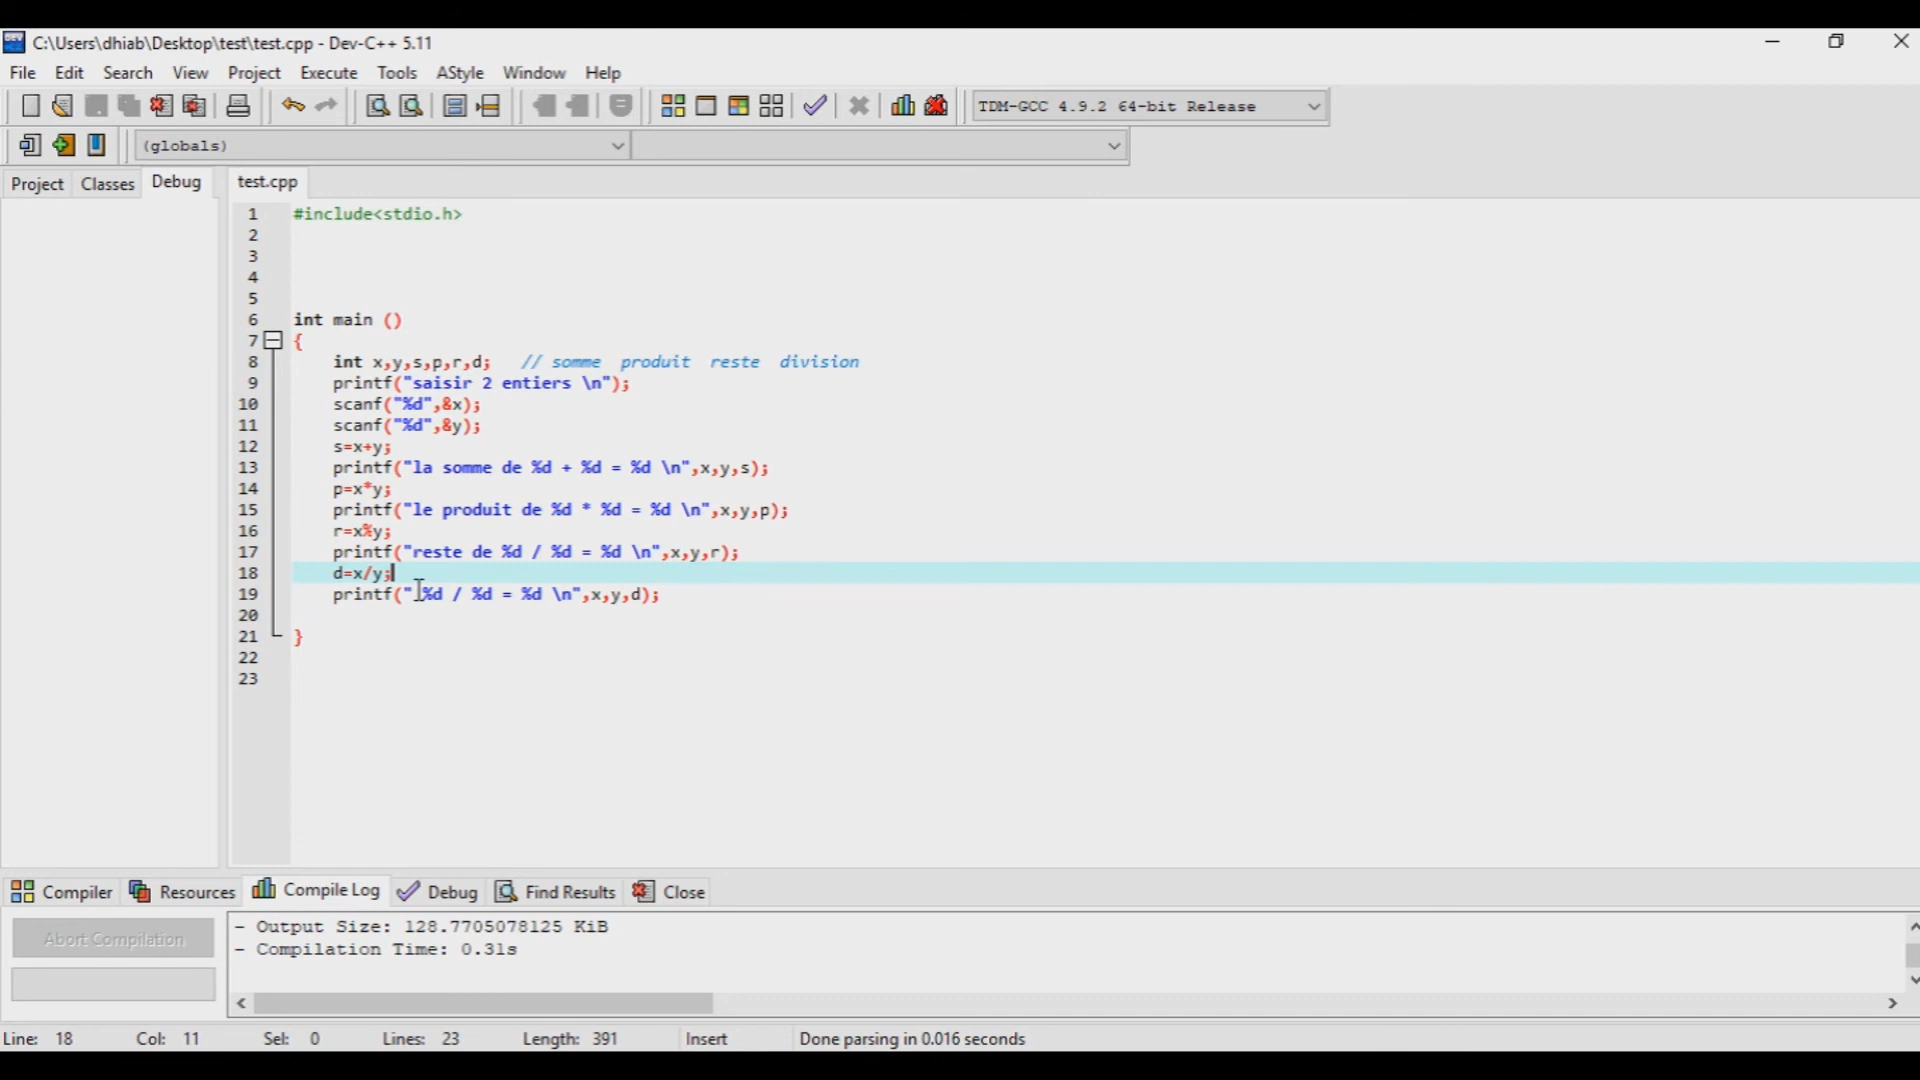 C:\Users\dhiab\Desktop\test\test.cpp - Dev-C++ 5.11
File Edit Search View Project Execute Tools AStyle Window Help
TDM-GCC 4.9.2 64-bit Release
(globals)
Project Classes Debug test.cpp
1 #include<stdio.h>
2
3
4
5
6 int main ()
7 {
8 int x,y,s,p,r,d; // somme produit reste division
9 printf("saisir 2 entiers \n");
10 scanf("%d",&x);
11 scanf("%d",&y);
12 s=x+y;
13 printf("la somme de %d + %d = %d \n",x,y,s);
14 p=x*y;
15 printf("le produit de %d * %d = %d \n",x,y,p);
16 r=x%y;
17 printf("reste de %d / %d = %d \n",x,y,r);
18 d=x/y;
19 printf(" %d / %d = %d \n",x,y,d);
20
21 }
22
23
Compiler Resources Compile Log Debug Find Results Close
Abort Compilation
- Output Size: 128.7705078125 KiB
- Compilation Time: 0.31s
Line: 18 Col: 11 Sel: 0 Lines: 23 Length: 391 Insert Done parsing in 0.016 seconds